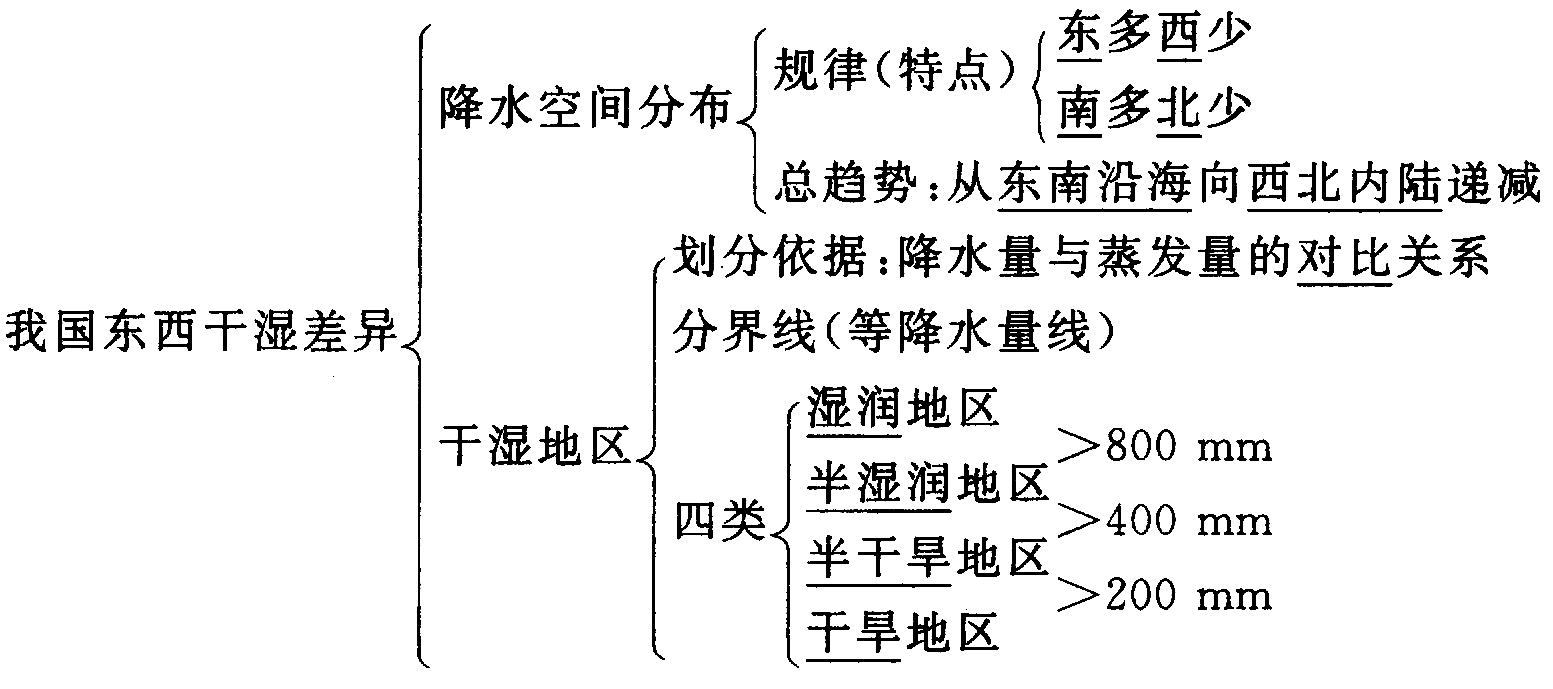 我国东西干湿差异
降水空间分布
规律(特点)
东多西少
南多北少
总趋势:从东南沿海向西北内陆递减
干湿地区
划分依据:降水量与蒸发量的对比关系
分界线(等降水量线)
四类
湿润地区
>800 mm
半湿润地区
>400 mm
半干旱地区
>200 mm
干旱地区